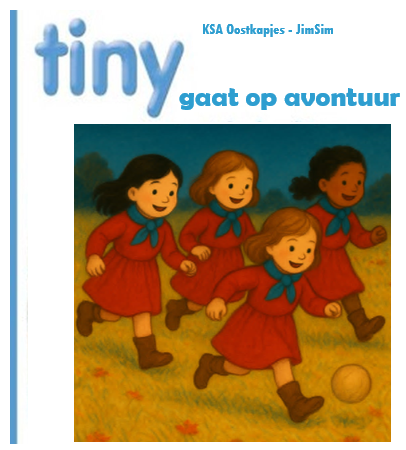 KSA Oostkapjes - JimSim
tiny
gaat op avontuur